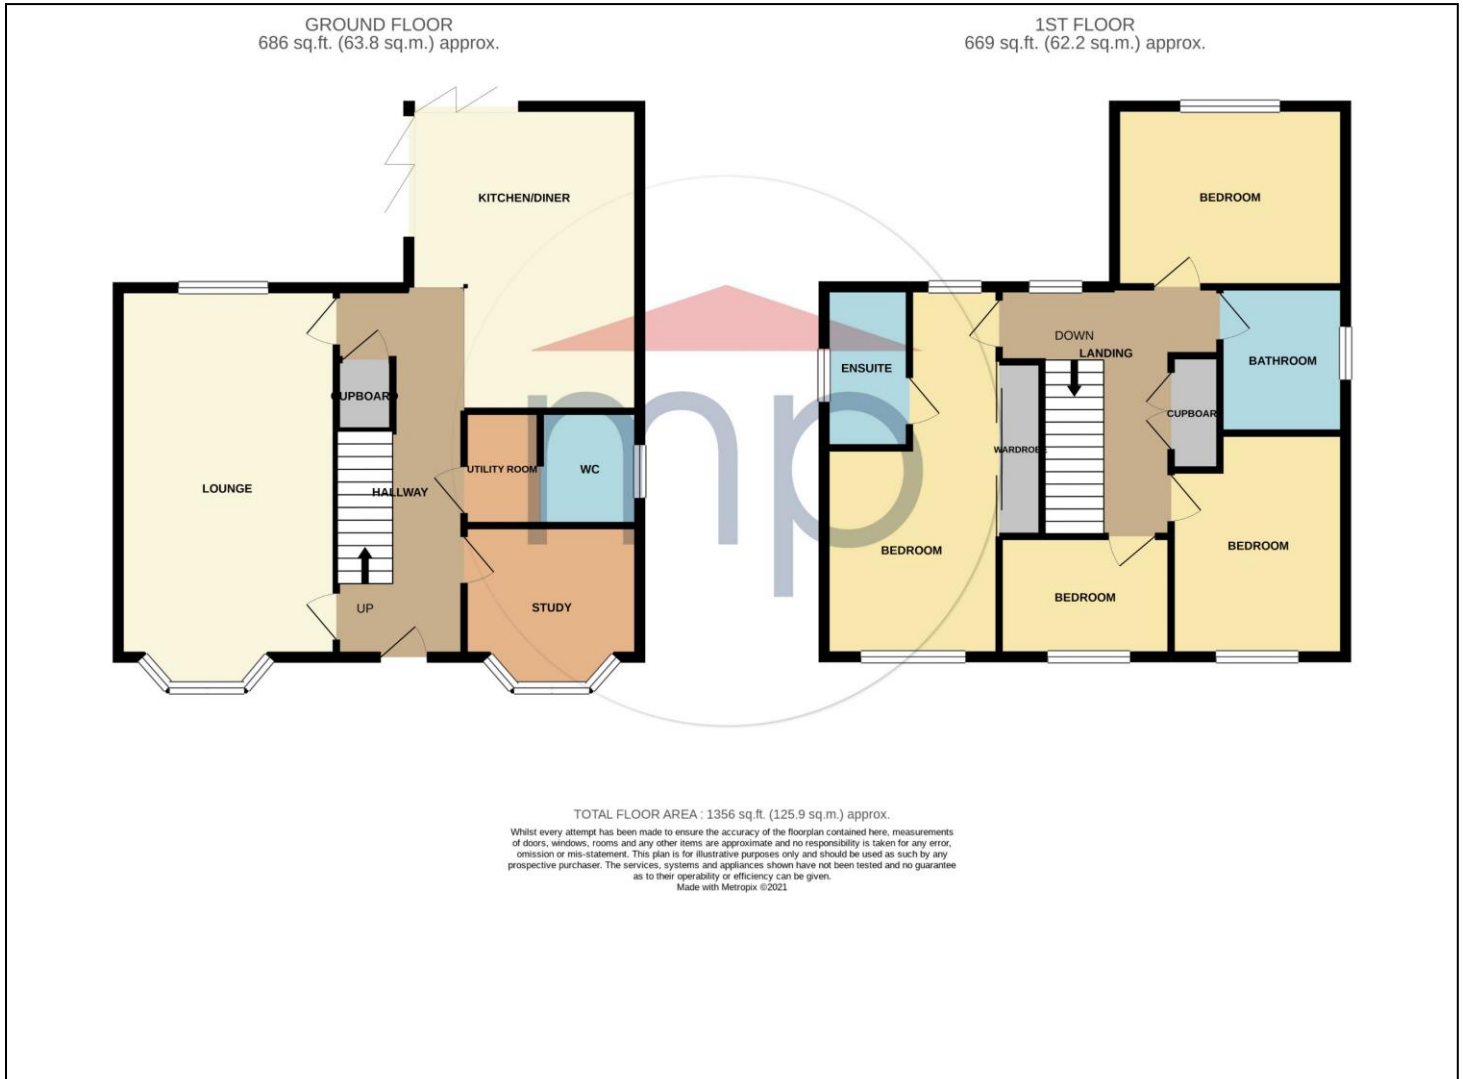 GROUND FLOOR
686 sq.ft. (63.8 sq.m.) approx.
1ST FLOOR
669 sq.ft. (62.2 sq.m.) approx.
KITCHEN/DINER
CUPBOARD
LOUNGE
HALLWAY
UTILITY ROOM
WC
UP
STUDY
BEDROOM
DOWN
LANDING
ENSUITE
BATHROOM
CUPBOAR
WARDROBE
BEDROOM
BEDROOM
BEDROOM
mp
TOTAL FLOOR AREA : 1356 sq.ft. (125.9 sq.m.) approx.
Whilst every attempt has been made to ensure the accuracy of the floorplan contained here, measurements
of doors, windows, rooms and any other items are approximate and no responsibility is taken for any error,
omission or mis-statement. This plan is for illustrative purposes only and should be used as such by any
prospective purchaser. The services, systems and appliances shown have not been tested and no guarantee
as to their operability or efficiency can be given.
Made with Metropix ©2021